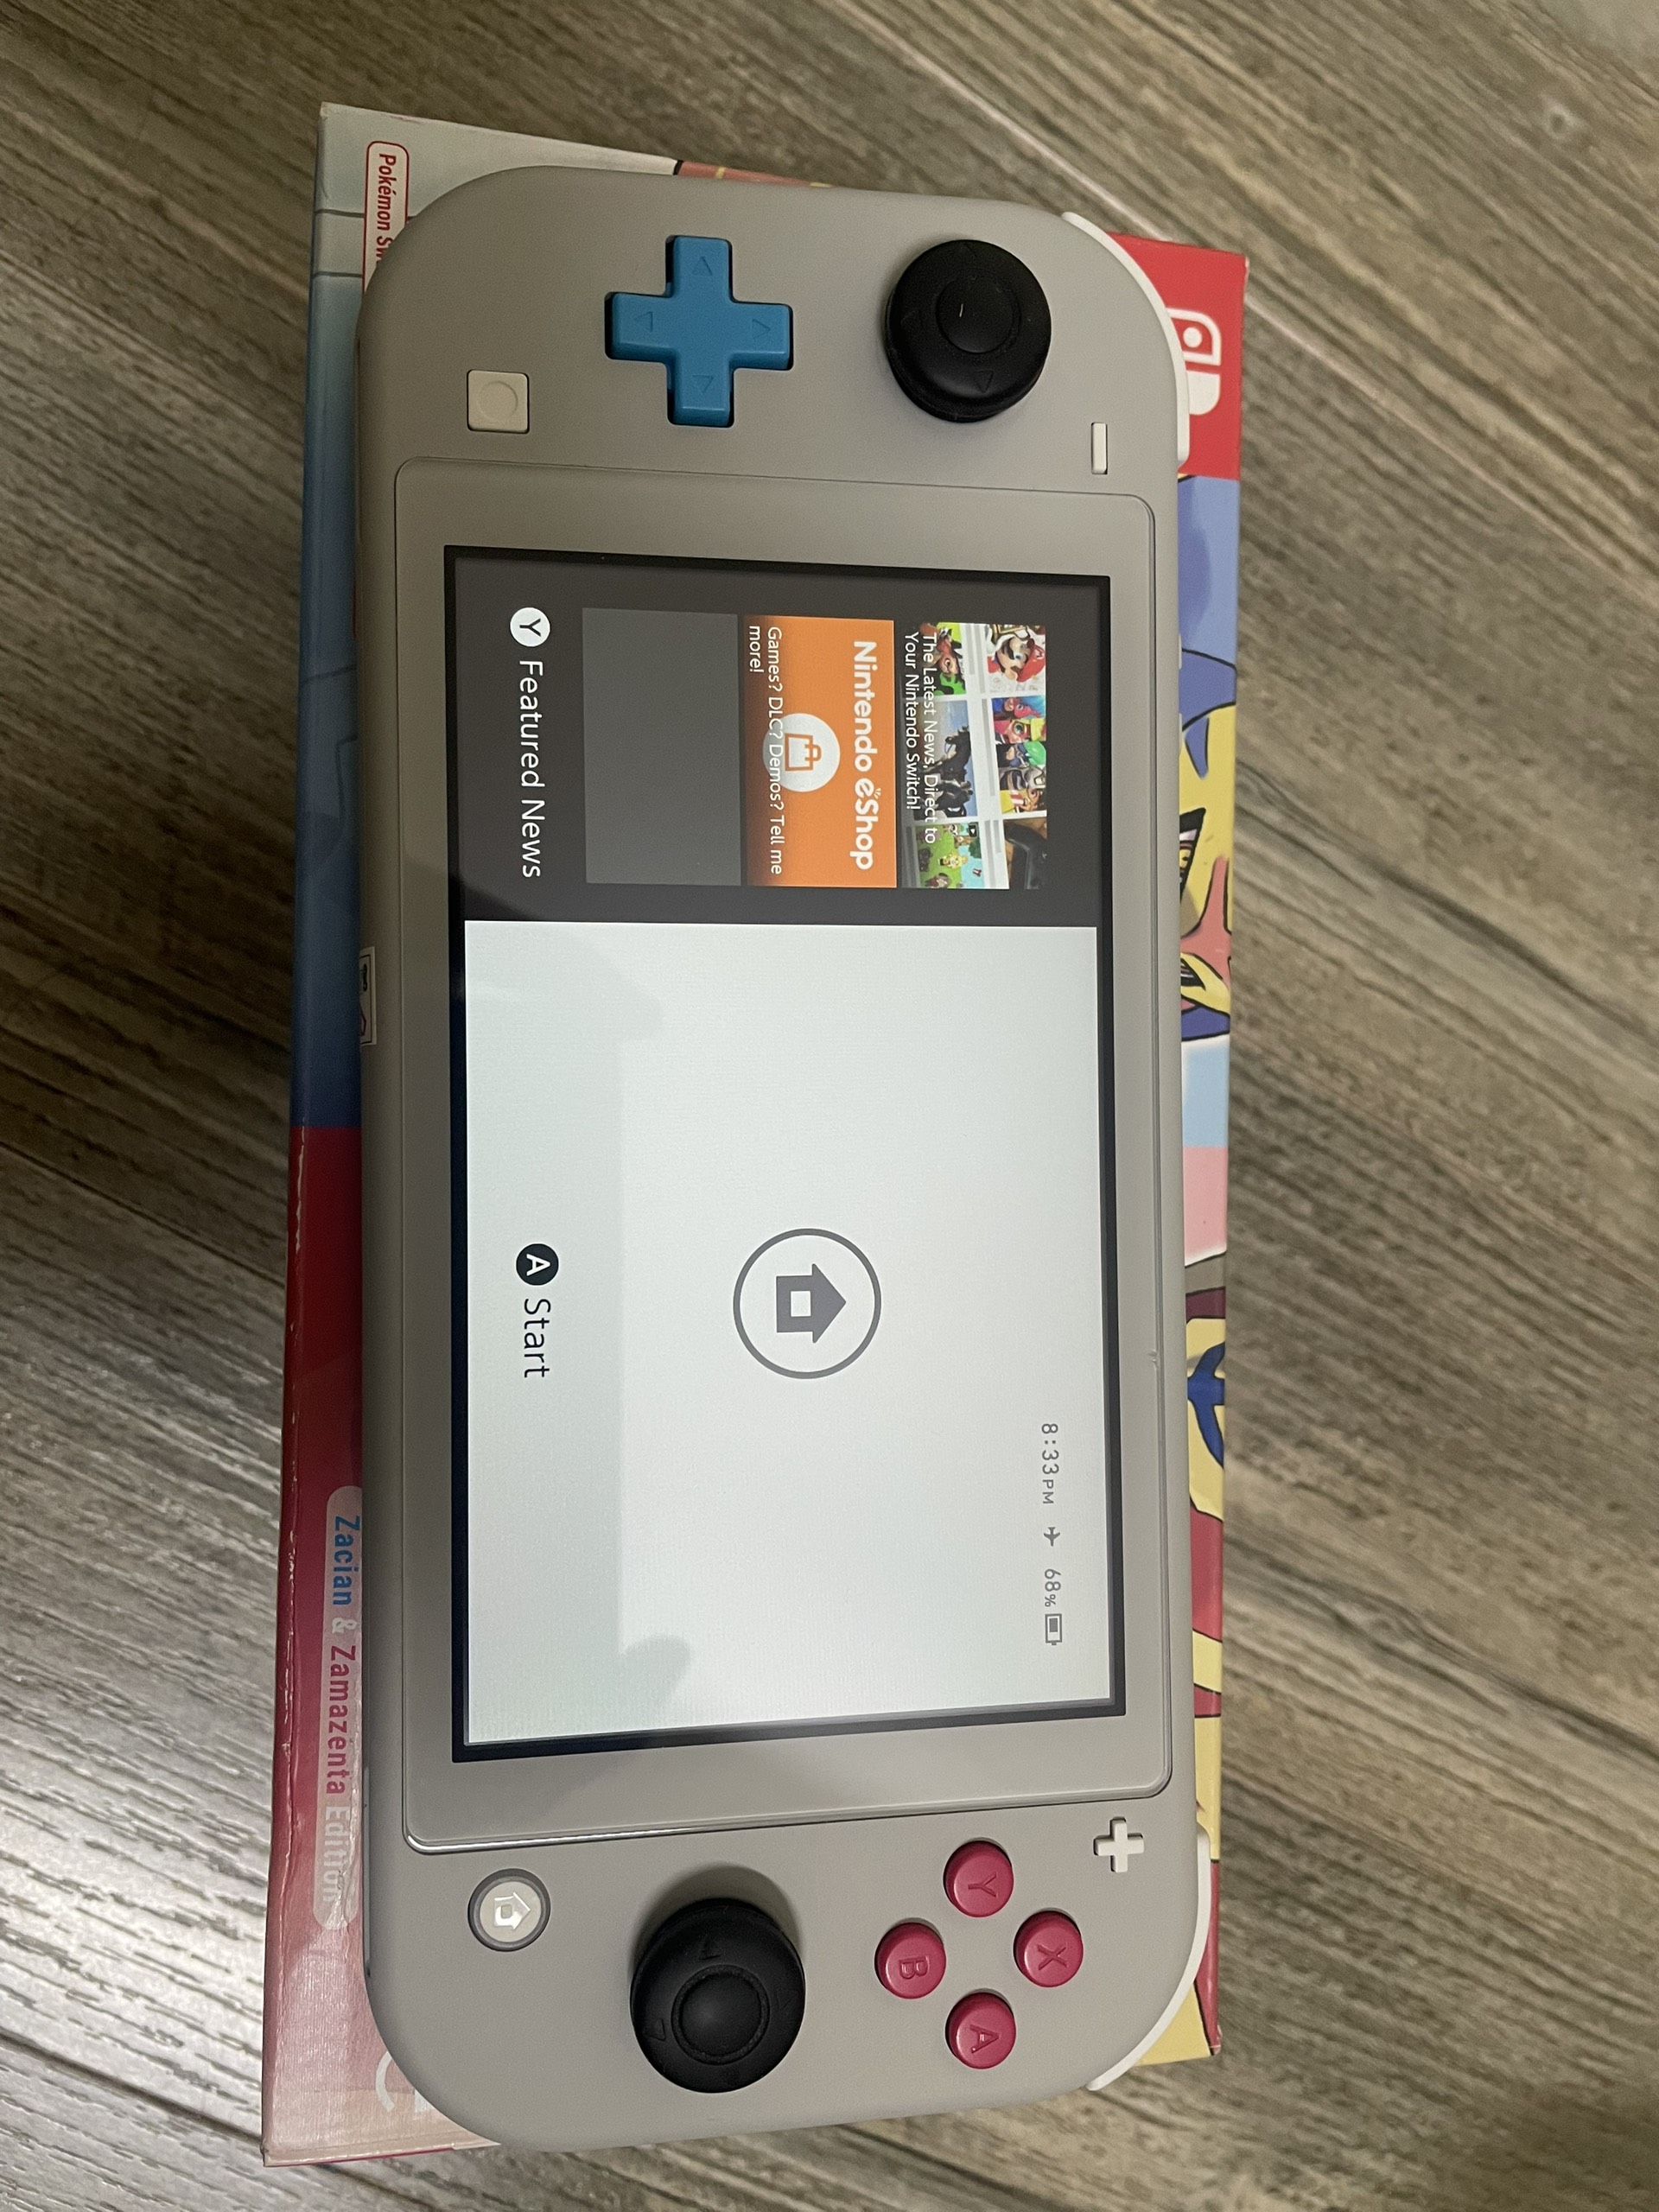 The Latest News, Direct to
Your Nintendo Switch!
Nintendo eShop
Games? DLC? Demos? Tell me
more!
Y Featured News
8:33PM 68%
A Start
X
Y
A
B
Pokémon
Zacian & Zamazenta Edition